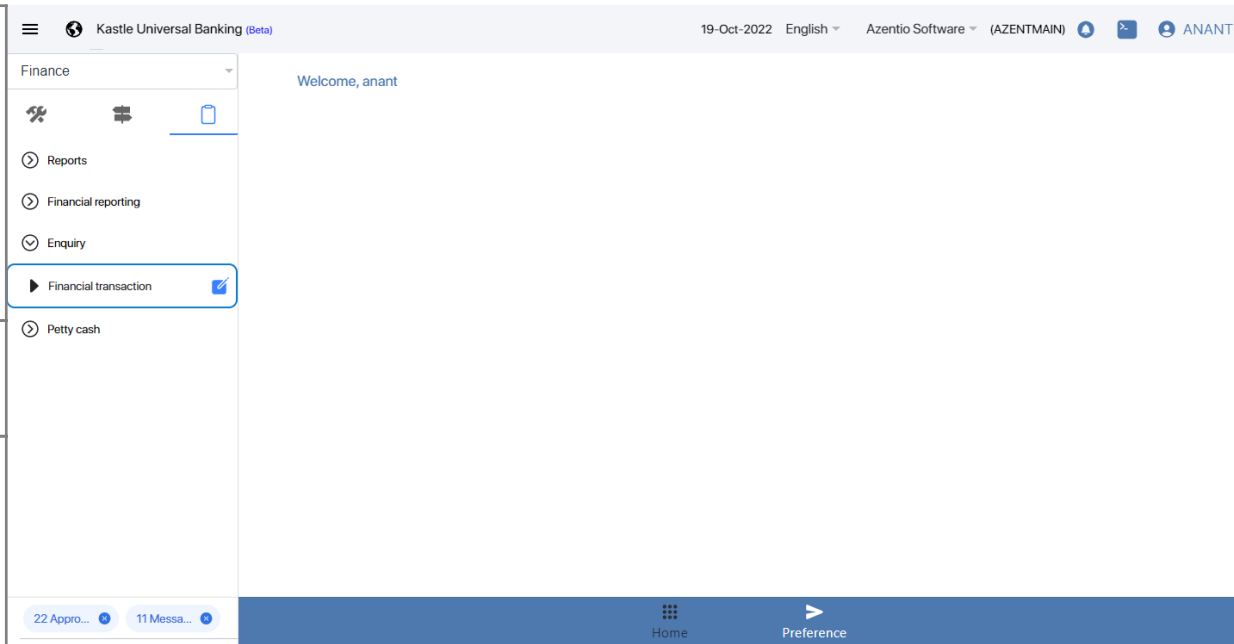 Kastle Universal Banking (Beta) 19-Oct-2022 English Azentio Software (AZENTMAIN) ANANT
Finance
Welcome, anant
Reports
Financial reporting
Enquiry
Financial transaction
Petty cash
22 Appro... 11 Messa...
Home Preference